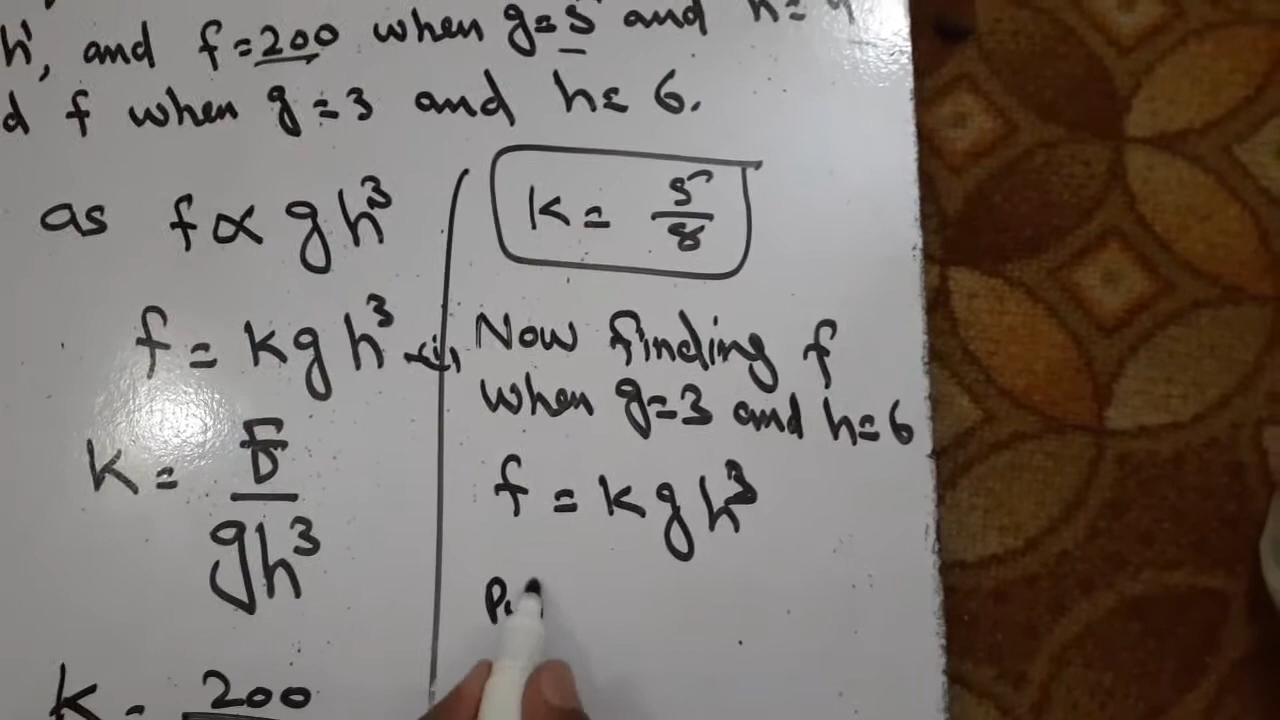 h, and f=200 when g=5 and h=4
d f when g=3 and h=6.
as f∝gh³
f=kgh³
k=F/gh³
k=200
k=5/8
Now finding f
when g=3 and h=6
f=kgh³